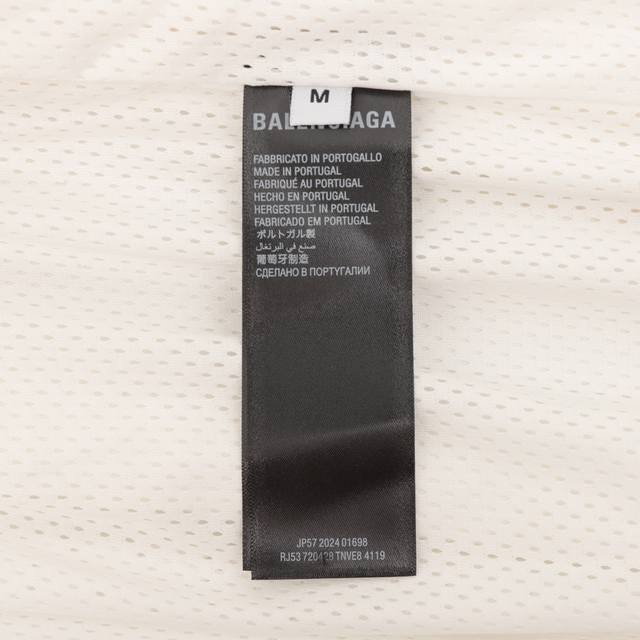 M
BALENCIAGA
FABBRICATO IN PORTOGALLO
MADE IN PORTUGAL
FABRIQUÉ AU PORTUGAL
HECHO EN PORTUGAL
HERGESTELLT IN PORTUGAL
FABRICADO EM PORTUGAL
ポルトガル製
صنع في البرتغال
葡萄牙制造
СДЕЛАНО В ПОРТУГАЛИИ
JP57 2024 01698
RJ53 720428 TNVE8 4119